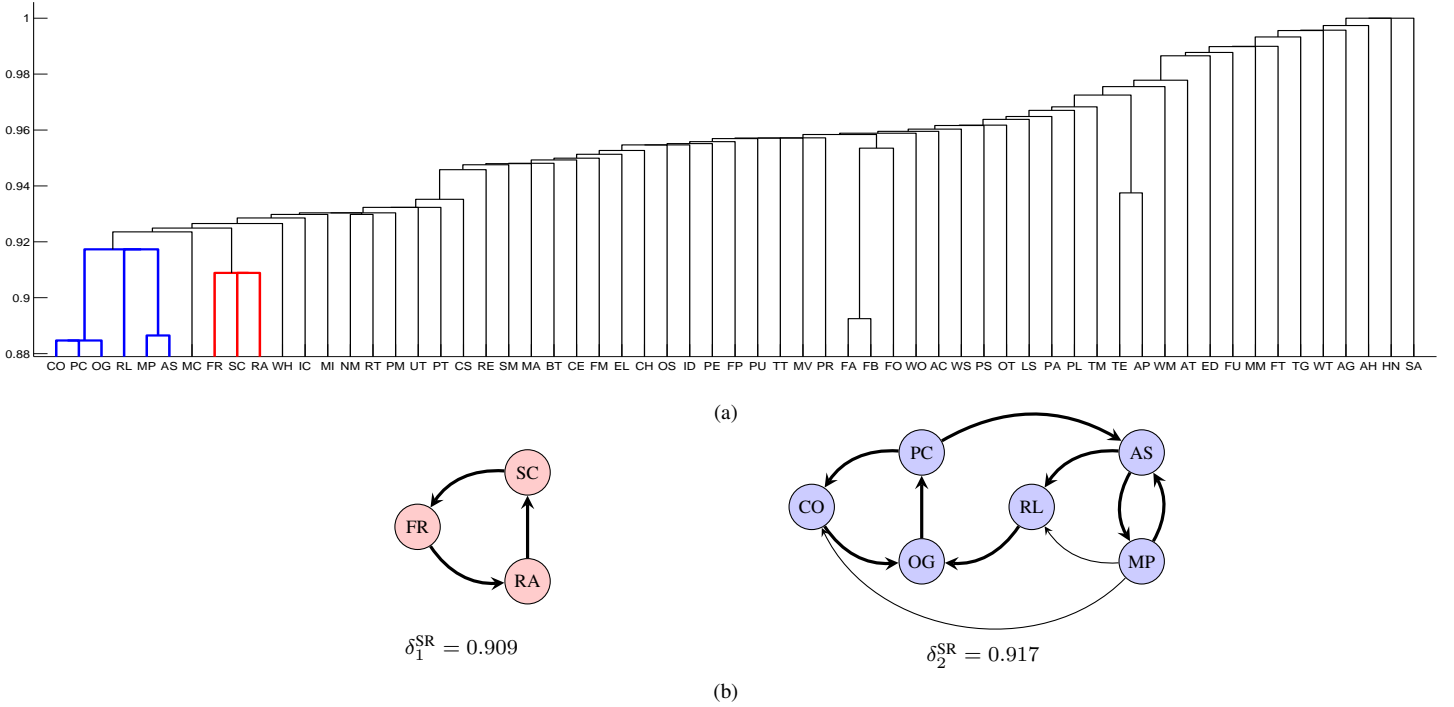 1
0.98
0.96
0.94
0.92
0.9
0.88
CO PC OG RL MP AS MC FR SC RA WH IC MI NM RT PM UT PT CS RE SM MA BT CE FM EL CH OS ID PE FP PU TT MV PR FA FB FO WO AC WS PS OT LS PA PL TM TE AP WM AT ED FU MM FT TG WT AG AH HN SA
(a)
SC
FR
RA
δ₁^SR = 0.909
PC
AS
CO
RL
OG
MP
δ₂^SR = 0.917
(b)